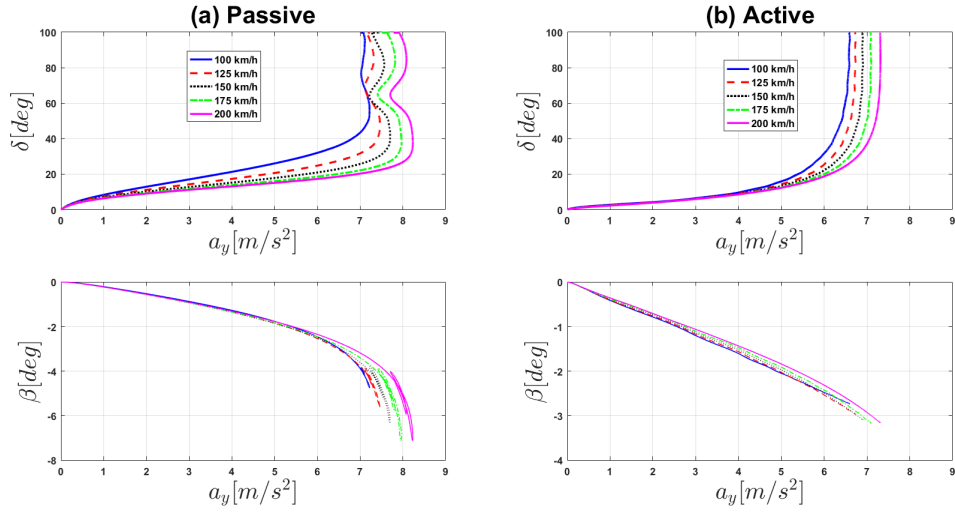 (a) Passive
100
80
60
40
20
0
δ[deg]
100 km/h
125 km/h
150 km/h
175 km/h
200 km/h
0 1 2 3 4 5 6 7 8 9
a_y[m/s²]
(b) Active
100
80
60
40
20
0
δ[deg]
100 km/h
125 km/h
150 km/h
175 km/h
200 km/h
0 1 2 3 4 5 6 7 8 9
a_y[m/s²]
0
-2
-4
-6
-8
β[deg]
0 1 2 3 4 5 6 7 8 9
a_y[m/s²]
0
-1
-2
-3
-4
β[deg]
0 1 2 3 4 5 6 7 8 9
a_y[m/s²]